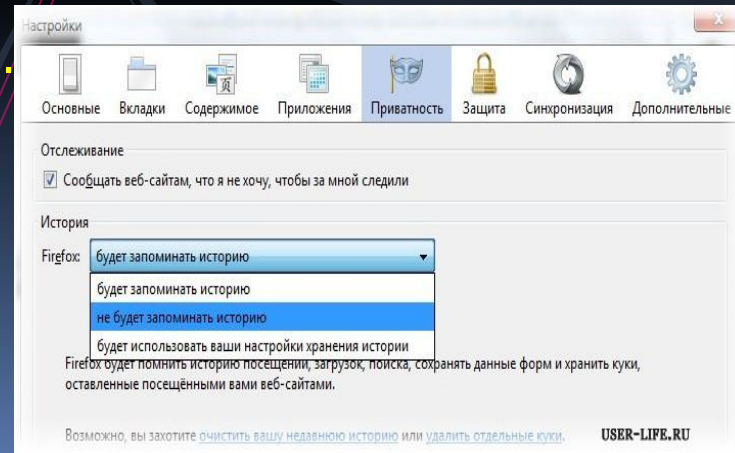 Настройки
Основные Вкладки Содержимое Приложения Приватность Защита Синхронизация Дополнительные
Отслеживание
Сообщать веб-сайтам, что я не хочу, чтобы за мной следили
История
Firefox: будет запоминать историю
будет запоминать историю
не будет запоминать историю
будет использовать ваши настройки хранения истории
Firefox будет помнить историю посещений, загрузок, поиска, сохранять данные форм и хранить куки,
оставленные посещёнными вами веб-сайтами.
Возможно, вы захотите очистить вашу недавнюю историю или удалить отдельные куки.
USER-LIFE.RU